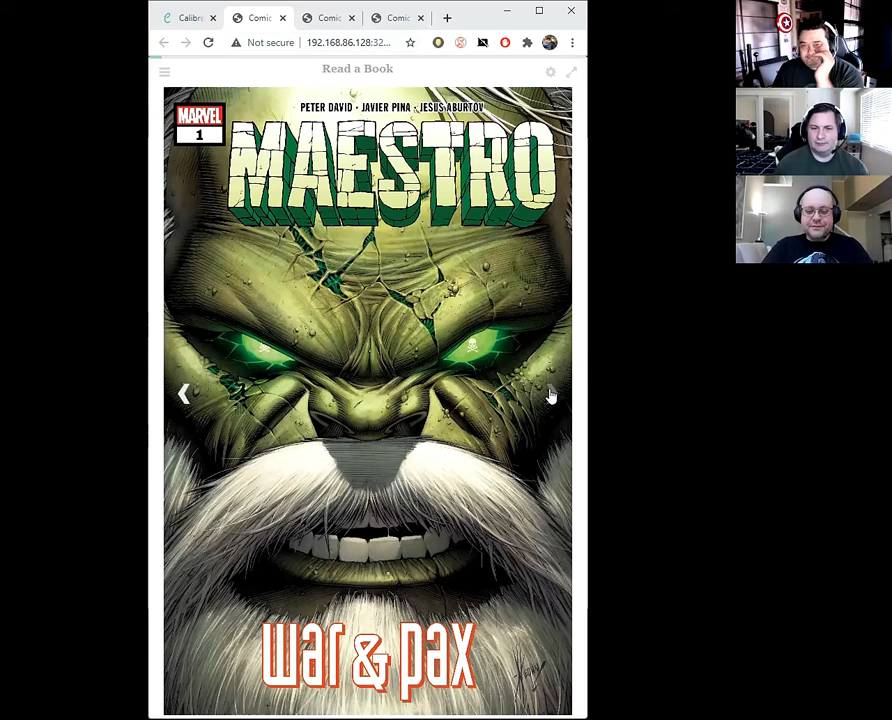 Calibr
Comic
Comic
Comic
Not secure
192.168.86.128:32...
Read a Book
PETER DAVID · JAVIER PINA · JESUS ABURTOV
MARVEL
1
MAESTRO
WAR & PAX